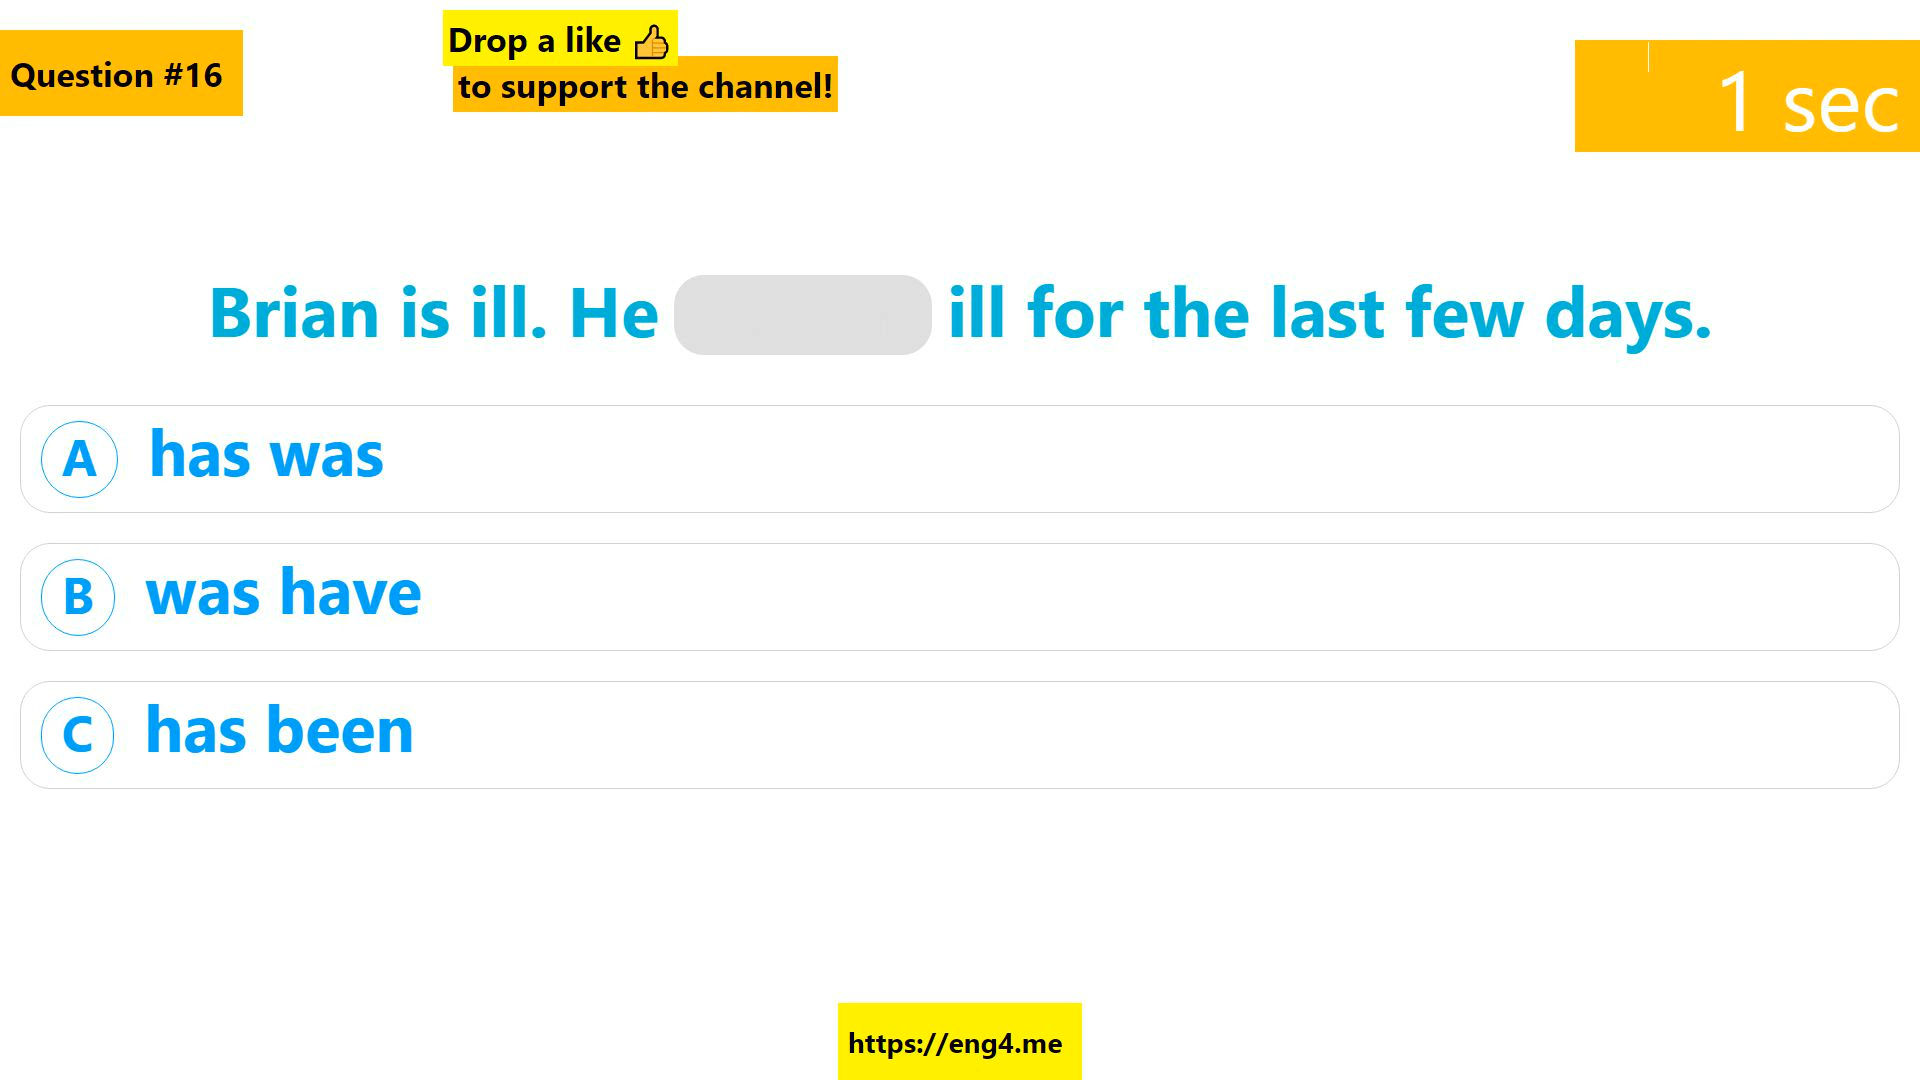 Question #16
Drop a like 👍
to support the channel!
1 sec
Brian is ill. He ill for the last few days.
A has was
B was have
C has been
https://eng4.me